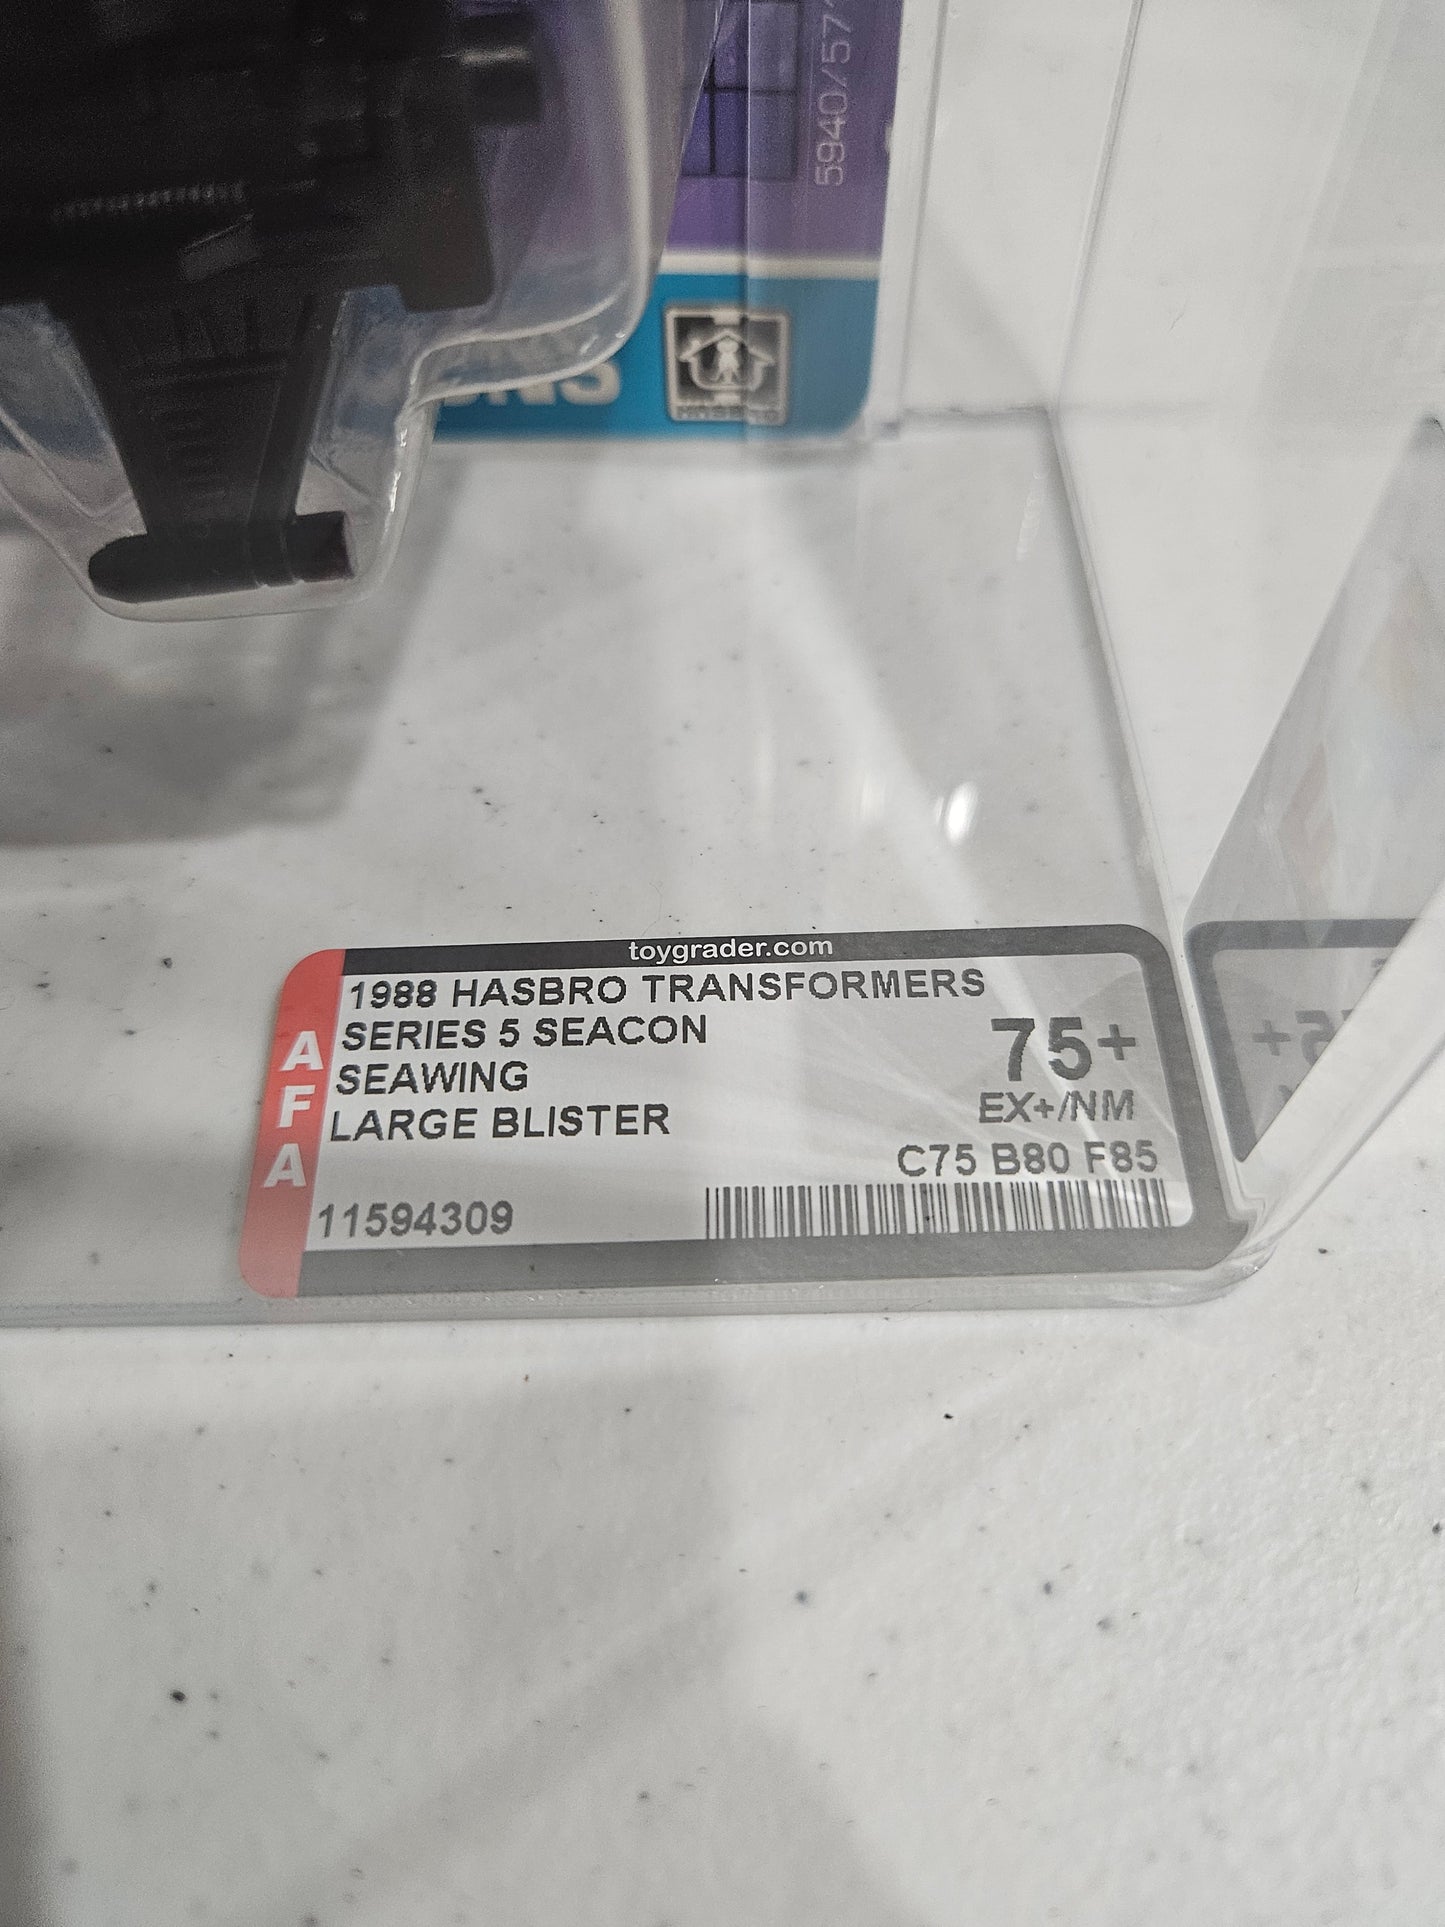 5940/57
HASBRO
toygrader.com
1988 HASBRO TRANSFORMERS
SERIES 5 SEACON
SEAWING
LARGE BLISTER
75+
EX+/NM
C75 B80 F85
11594309
AFA